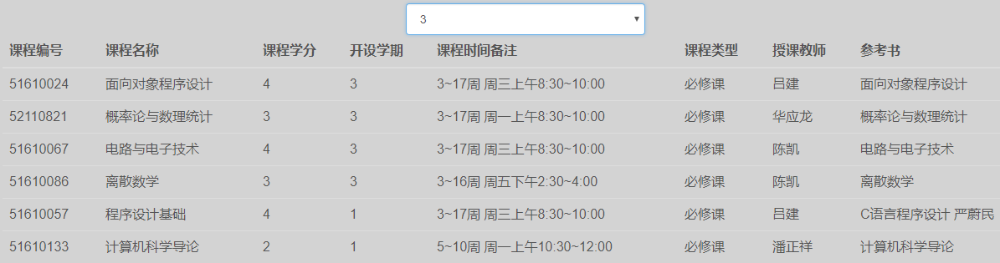 3
课程编号 课程名称 课程学分 开设学期 课程时间备注 课程类型 授课教师 参考书
51610024 面向对象程序设计 4 3 3~17周 周三上午8:30~10:00 必修课 吕建 面向对象程序设计
52110821 概率论与数理统计 3 3 3~17周 周一上午8:30~10:00 必修课 华应龙 概率论与数理统计
51610067 电路与电子技术 4 3 3~17周 周三上午8:30~10:00 必修课 陈凯 电路与电子技术
51610086 离散数学 3 3 3~16周 周五下午2:30~4:00 必修课 陈凯 离散数学
51610057 程序设计基础 4 1 3~17周 周三上午8:30~10:00 必修课 吕建 C语言程序设计 严蔚民
51610133 计算机科学导论 2 1 5~10周 周一上午10:30~12:00 必修课 潘正祥 计算机科学导论